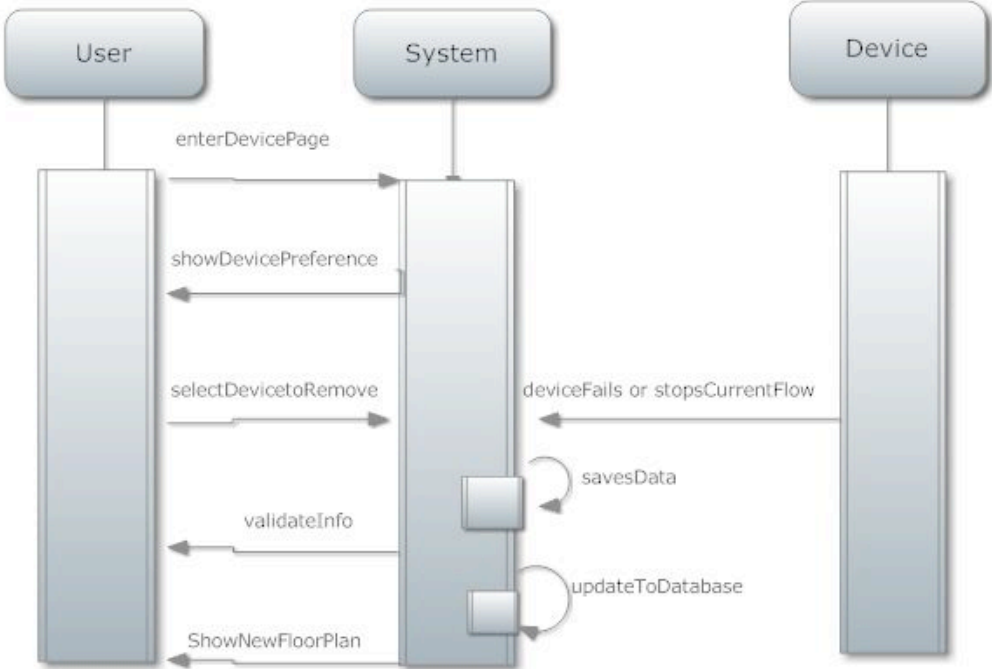 User
System
Device
enterDevicePage
showDevicePreference
selectDevicetoRemove
deviceFails or stopsCurrentFlow
savesData
validateInfo
updateToDatabase
ShowNewFloorPlan